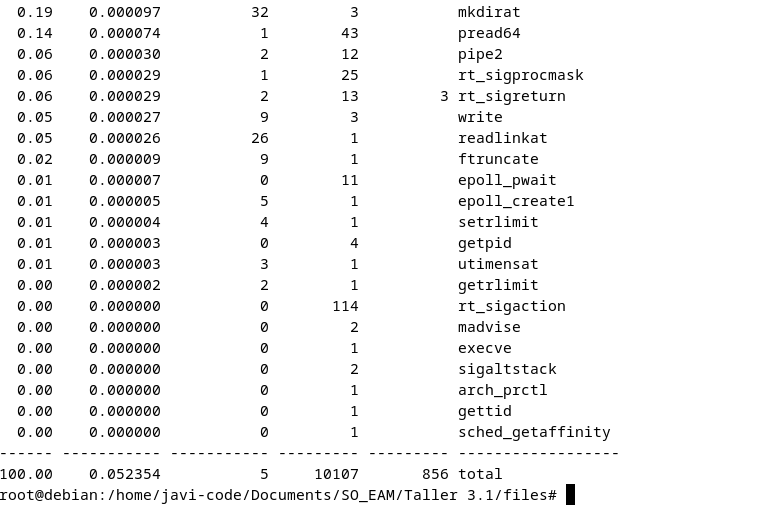 0.19 0.000097 32 3 mkdirat
0.14 0.000074 1 43 pread64
0.06 0.000030 2 12 pipe2
0.06 0.000029 1 25 rt_sigprocmask
0.06 0.000029 2 13 3 rt_sigreturn
0.05 0.000027 9 3 write
0.05 0.000026 26 1 readlinkat
0.02 0.000009 9 1 ftruncate
0.01 0.000007 0 11 epoll_pwait
0.01 0.000005 5 1 epoll_create1
0.01 0.000004 4 1 setrlimit
0.01 0.000003 0 4 getpid
0.01 0.000003 3 1 utimensat
0.00 0.000002 2 1 getrlimit
0.00 0.000000 0 114 rt_sigaction
0.00 0.000000 0 2 madvise
0.00 0.000000 0 1 execve
0.00 0.000000 0 2 sigaltstack
0.00 0.000000 0 1 arch_prctl
0.00 0.000000 0 1 gettid
0.00 0.000000 0 1 sched_getaffinity
------ ----------- ----------- --------- --------- ------------------
100.00 0.052354 5 10107 856 total
root@debian:/home/javi-code/Documents/SO_EAM/Taller 3.1/files#